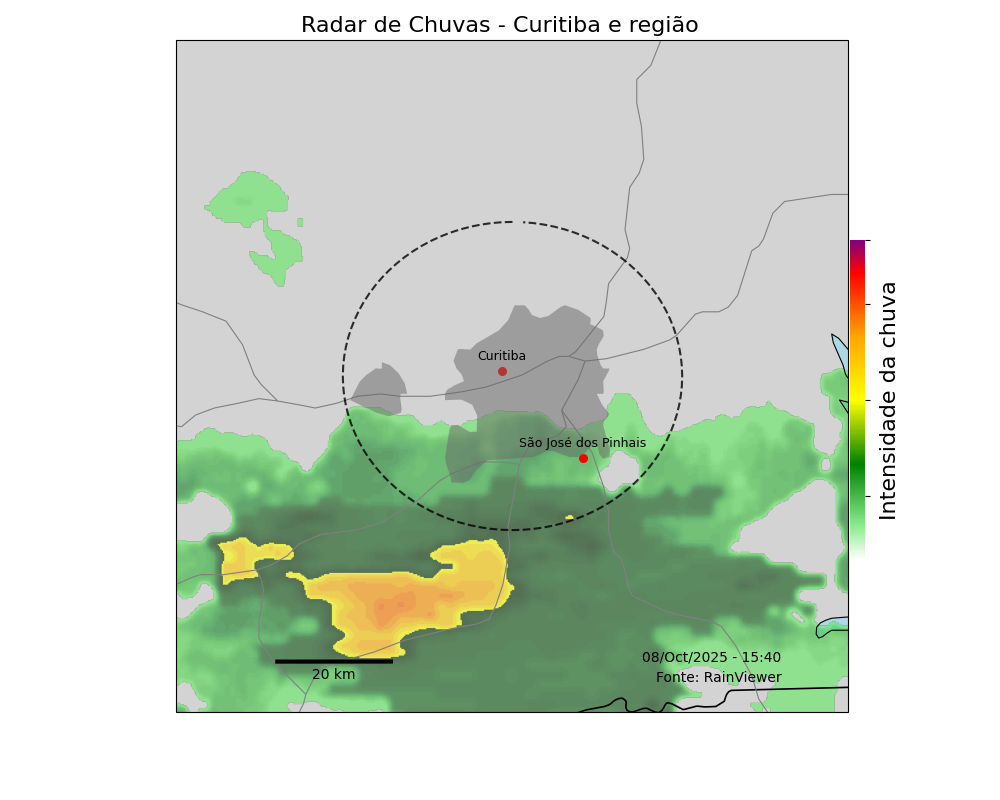 Radar de Chuvas - Curitiba e região
Curitiba
São José dos Pinhais
Intensidade da chuva
08/Oct/2025 - 15:40
Fonte: RainViewer
20 km